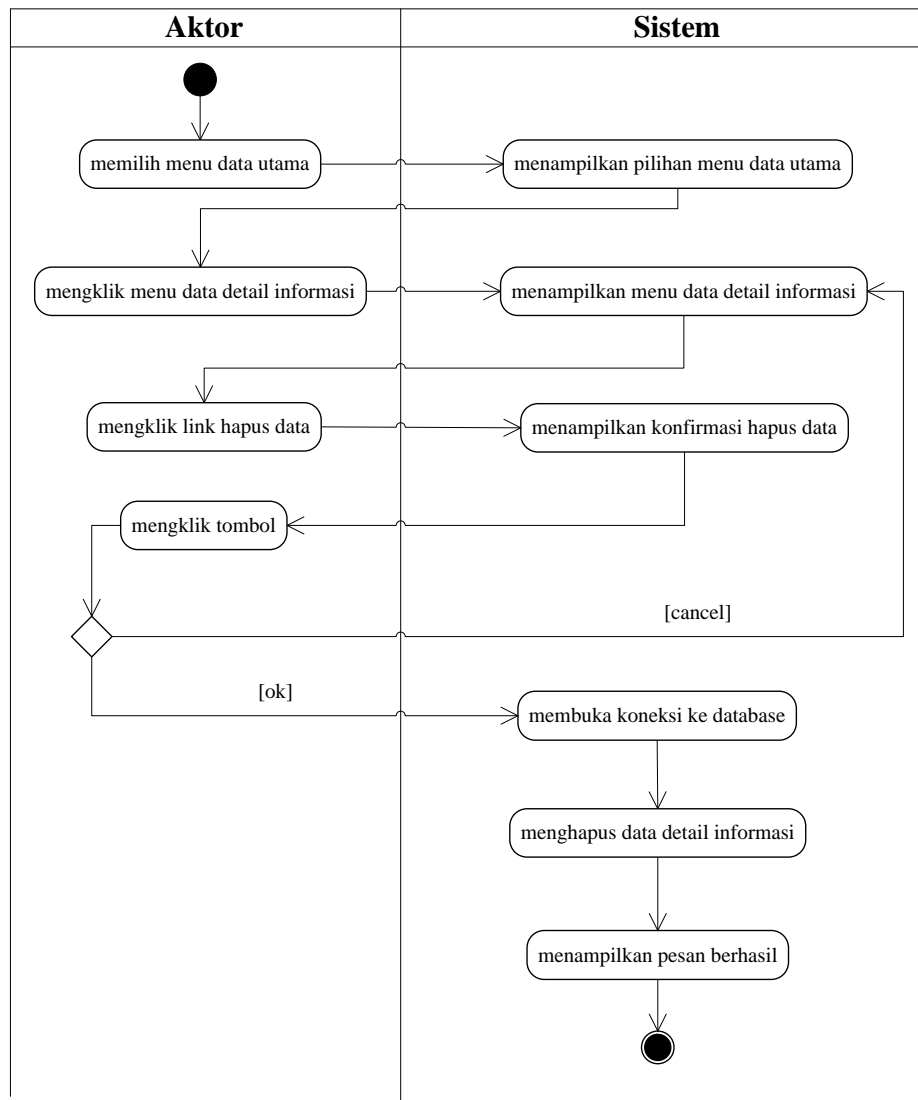 Aktor
Sistem
memilih menu data utama
menampilkan pilihan menu data utama
mengklik menu data detail informasi
menampilkan menu data detail informasi
mengklik link hapus data
menampilkan konfirmasi hapus data
mengklik tombol
[cancel]
[ok]
membuka koneksi ke database
menghapus data detail informasi
menampilkan pesan berhasil